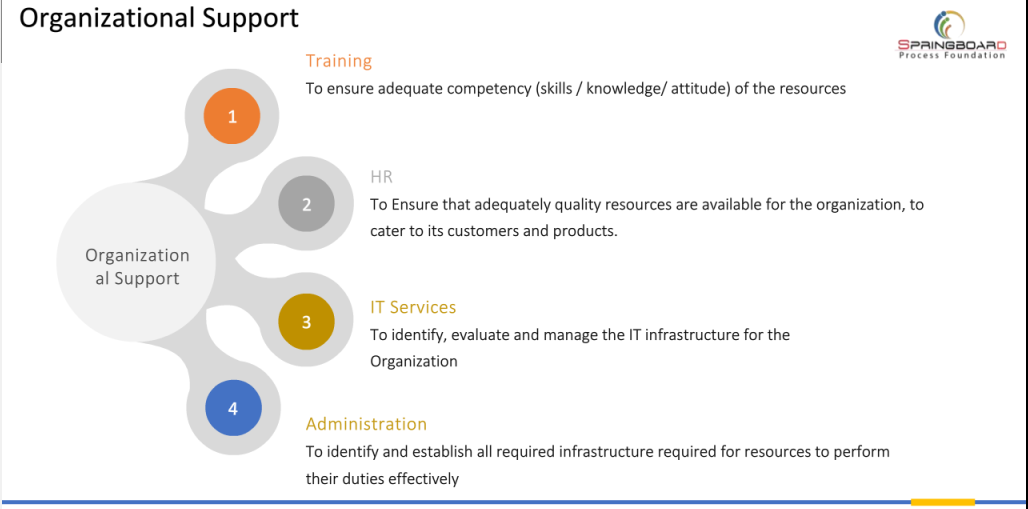 Organizational Support
SPRINGBOARD
Process Foundation
Training
To ensure adequate competency (skills / knowledge/ attitude) of the resources
1
HR
To Ensure that adequately quality resources are available for the organization, to
cater to its customers and products.
2
Organization
al Support
IT Services
To identify, evaluate and manage the IT infrastructure for the
Organization
3
Administration
To identify and establish all required infrastructure required for resources to perform
their duties effectively
4